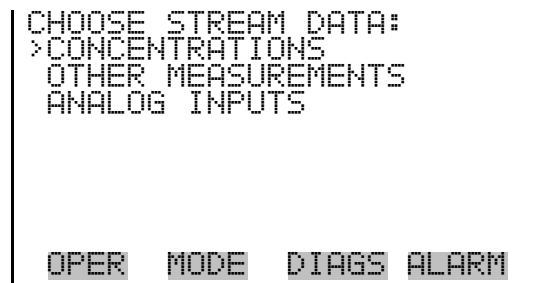 CHOOSE STREAM DATA:
>CONCENTRATIONS
OTHER MEASUREMENTS
ANALOG INPUTS
OPER MODE DIAGS ALARM